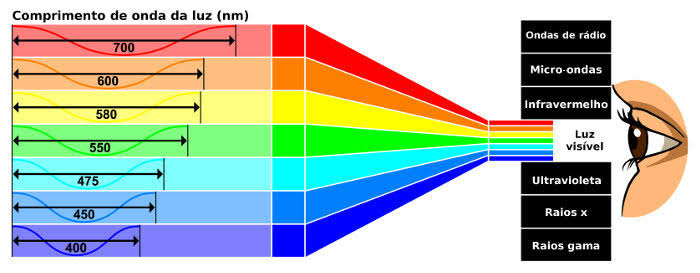 Comprimento de onda da luz (nm)
700
600
580
550
475
450
400
Ondas de rádio
Micro-ondas
Infravermelho
Luz
visível
Ultravioleta
Raios x
Raios gama